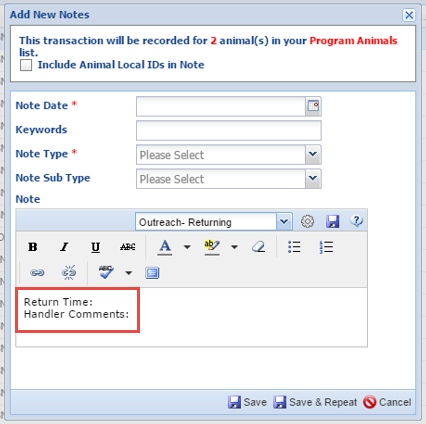 Add New Notes
This transaction will be recorded for 2 animal(s) in your Program Animals
list.
Include Animal Local IDs in Note
Note Date *
Keywords
Note Type * Please Select
Note Sub Type Please Select
Note
Outreach- Returning
B I U ABC A ab
ABC
Return Time:
Handler Comments:
Save Save & Repeat Cancel